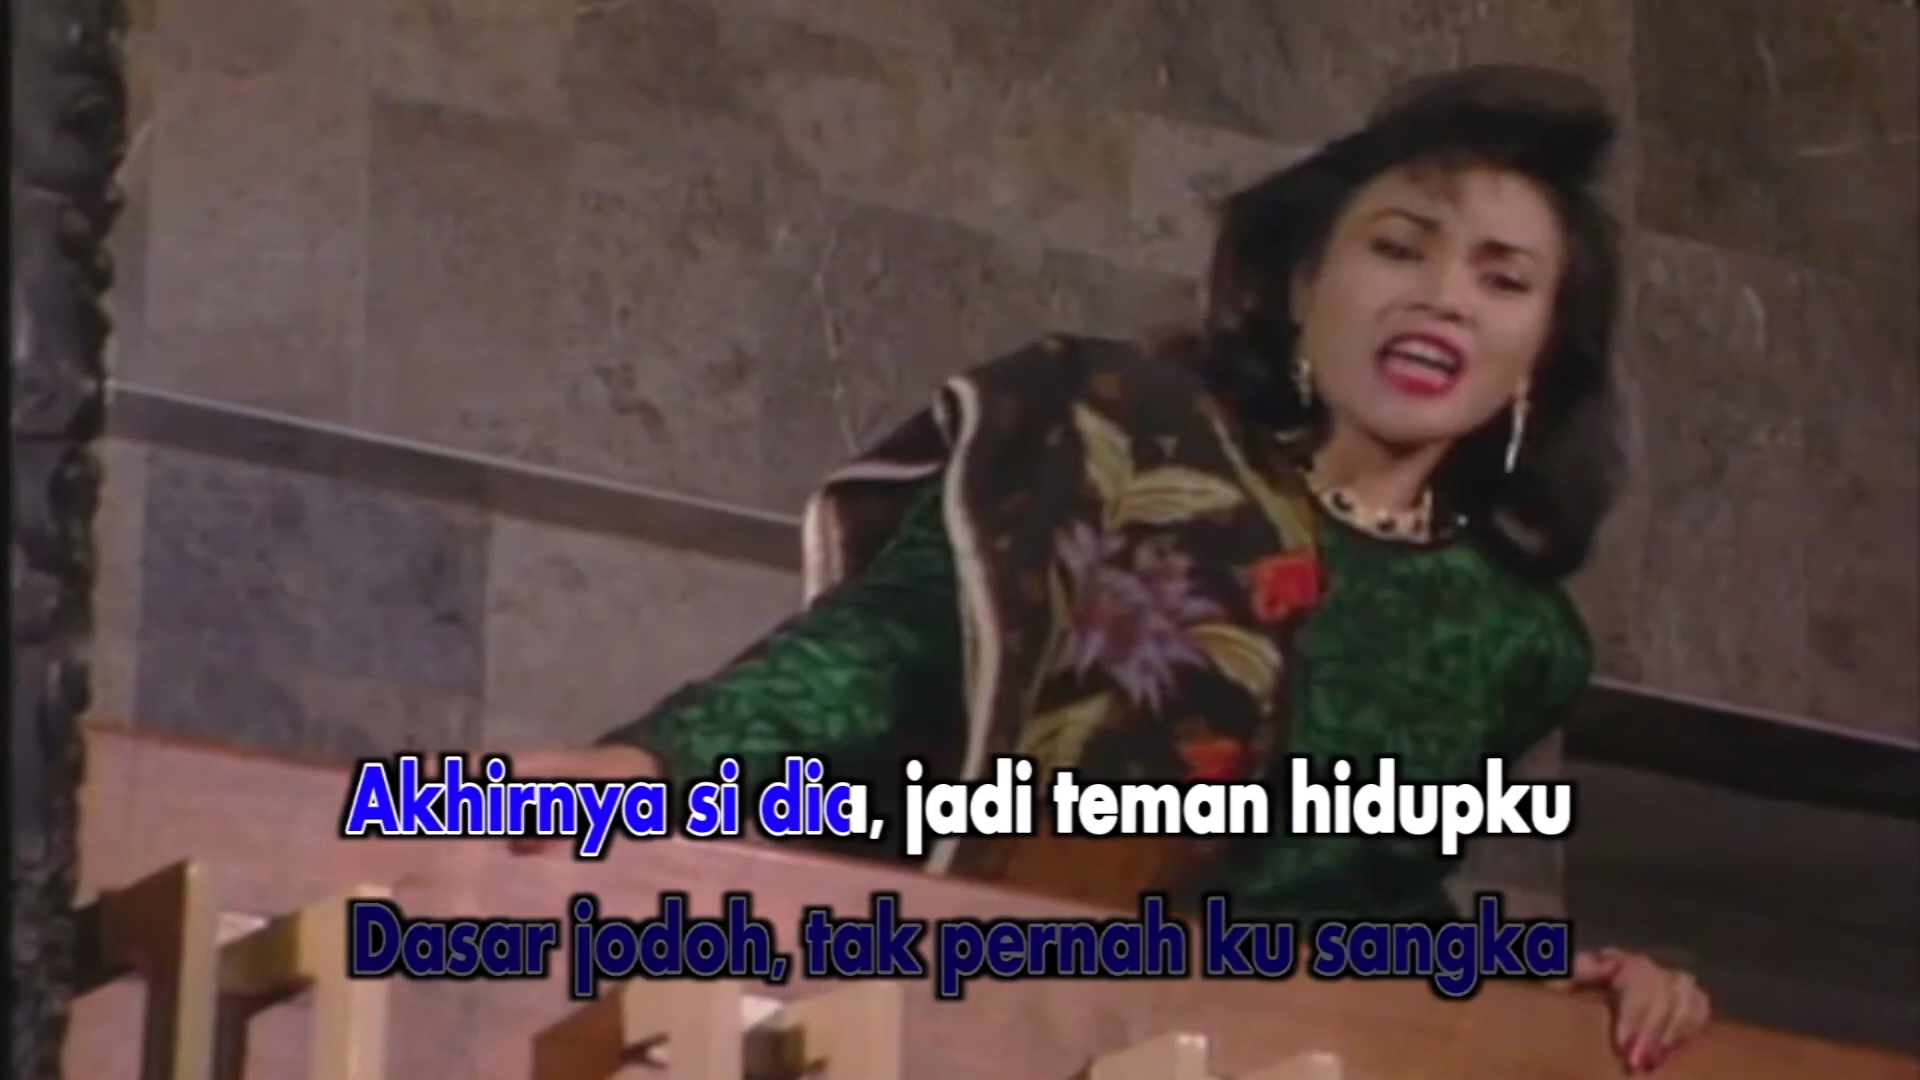 Akhirnya si dia, jadi teman hidupku
Dasar jodoh, tak pernah ku sangka